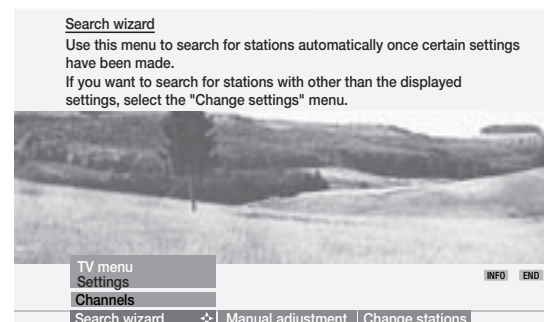 Search wizard
Use this menu to search for stations automatically once certain settings
have been made.
If you want to search for stations with other than the displayed
settings, select the "Change settings" menu.
TV menu
Settings
INFO END
Channels
Search wizard Manual adjustment Change stations